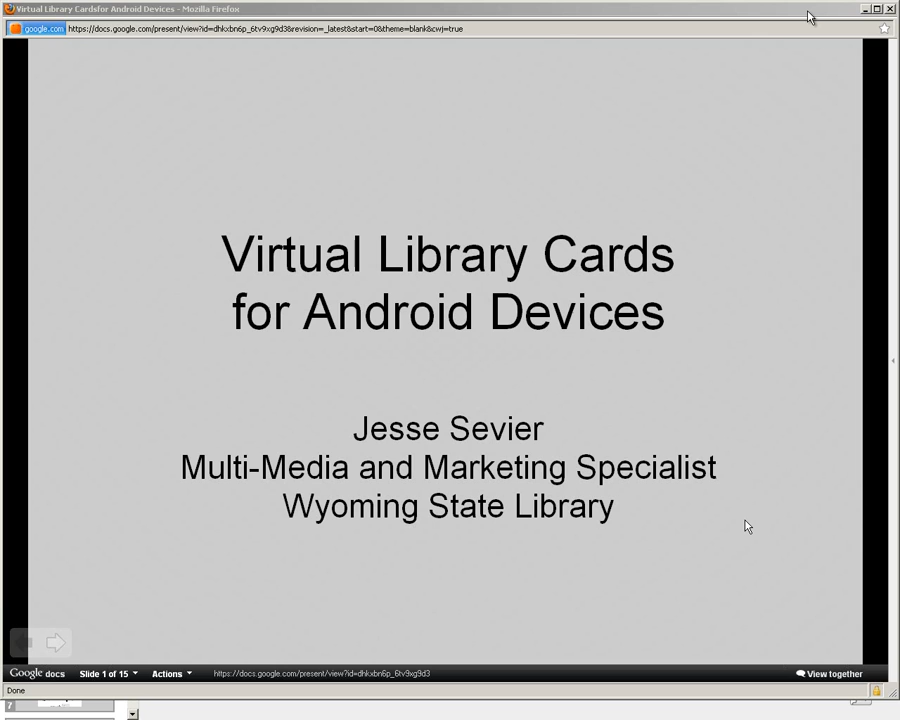 Virtual Library Cardsfor Android Devices - Mozilla Firefox
google.com https://docs.google.com/present/view?id=dhkxbn6p_6tv9xg9d3&revision=_latest&start=0&theme=blank&cwj=true
Virtual Library Cards
for Android Devices
Jesse Sevier
Multi-Media and Marketing Specialist
Wyoming State Library
Google docs Slide 1 of 15 Actions https://docs.google.com/present/view?id=dhkxbn6p_6tv9xg9d3 View together
Done
7